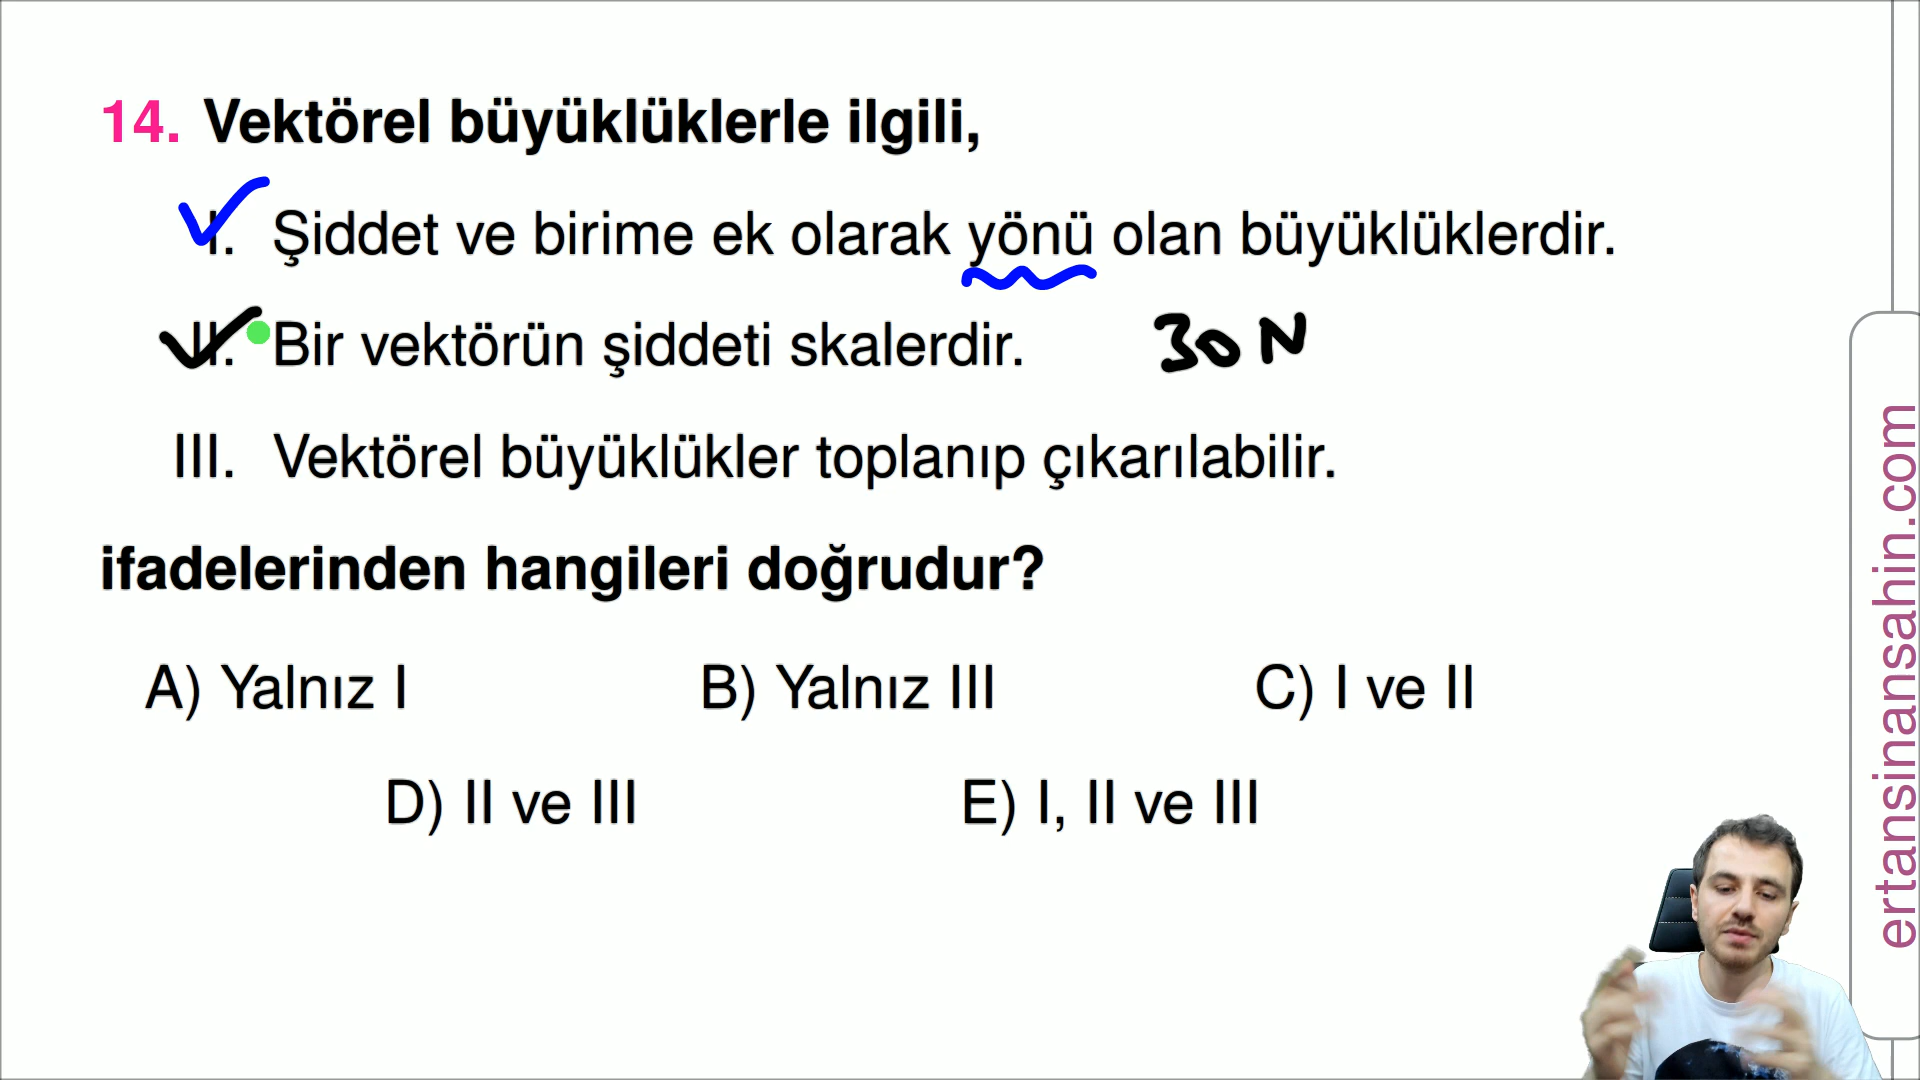 14. Vektörel büyüklüklerle ilgili,
I. Şiddet ve birime ek olarak yönü olan büyüklüklerdir.
II. Bir vektörün şiddeti skalerdir. 30 N
III. Vektörel büyüklükler toplanıp çıkarılabilir.
ifadelerinden hangileri doğrudur?
A) Yalnız I B) Yalnız III C) I ve II
D) II ve III E) I, II ve III
ertansinansahin.com